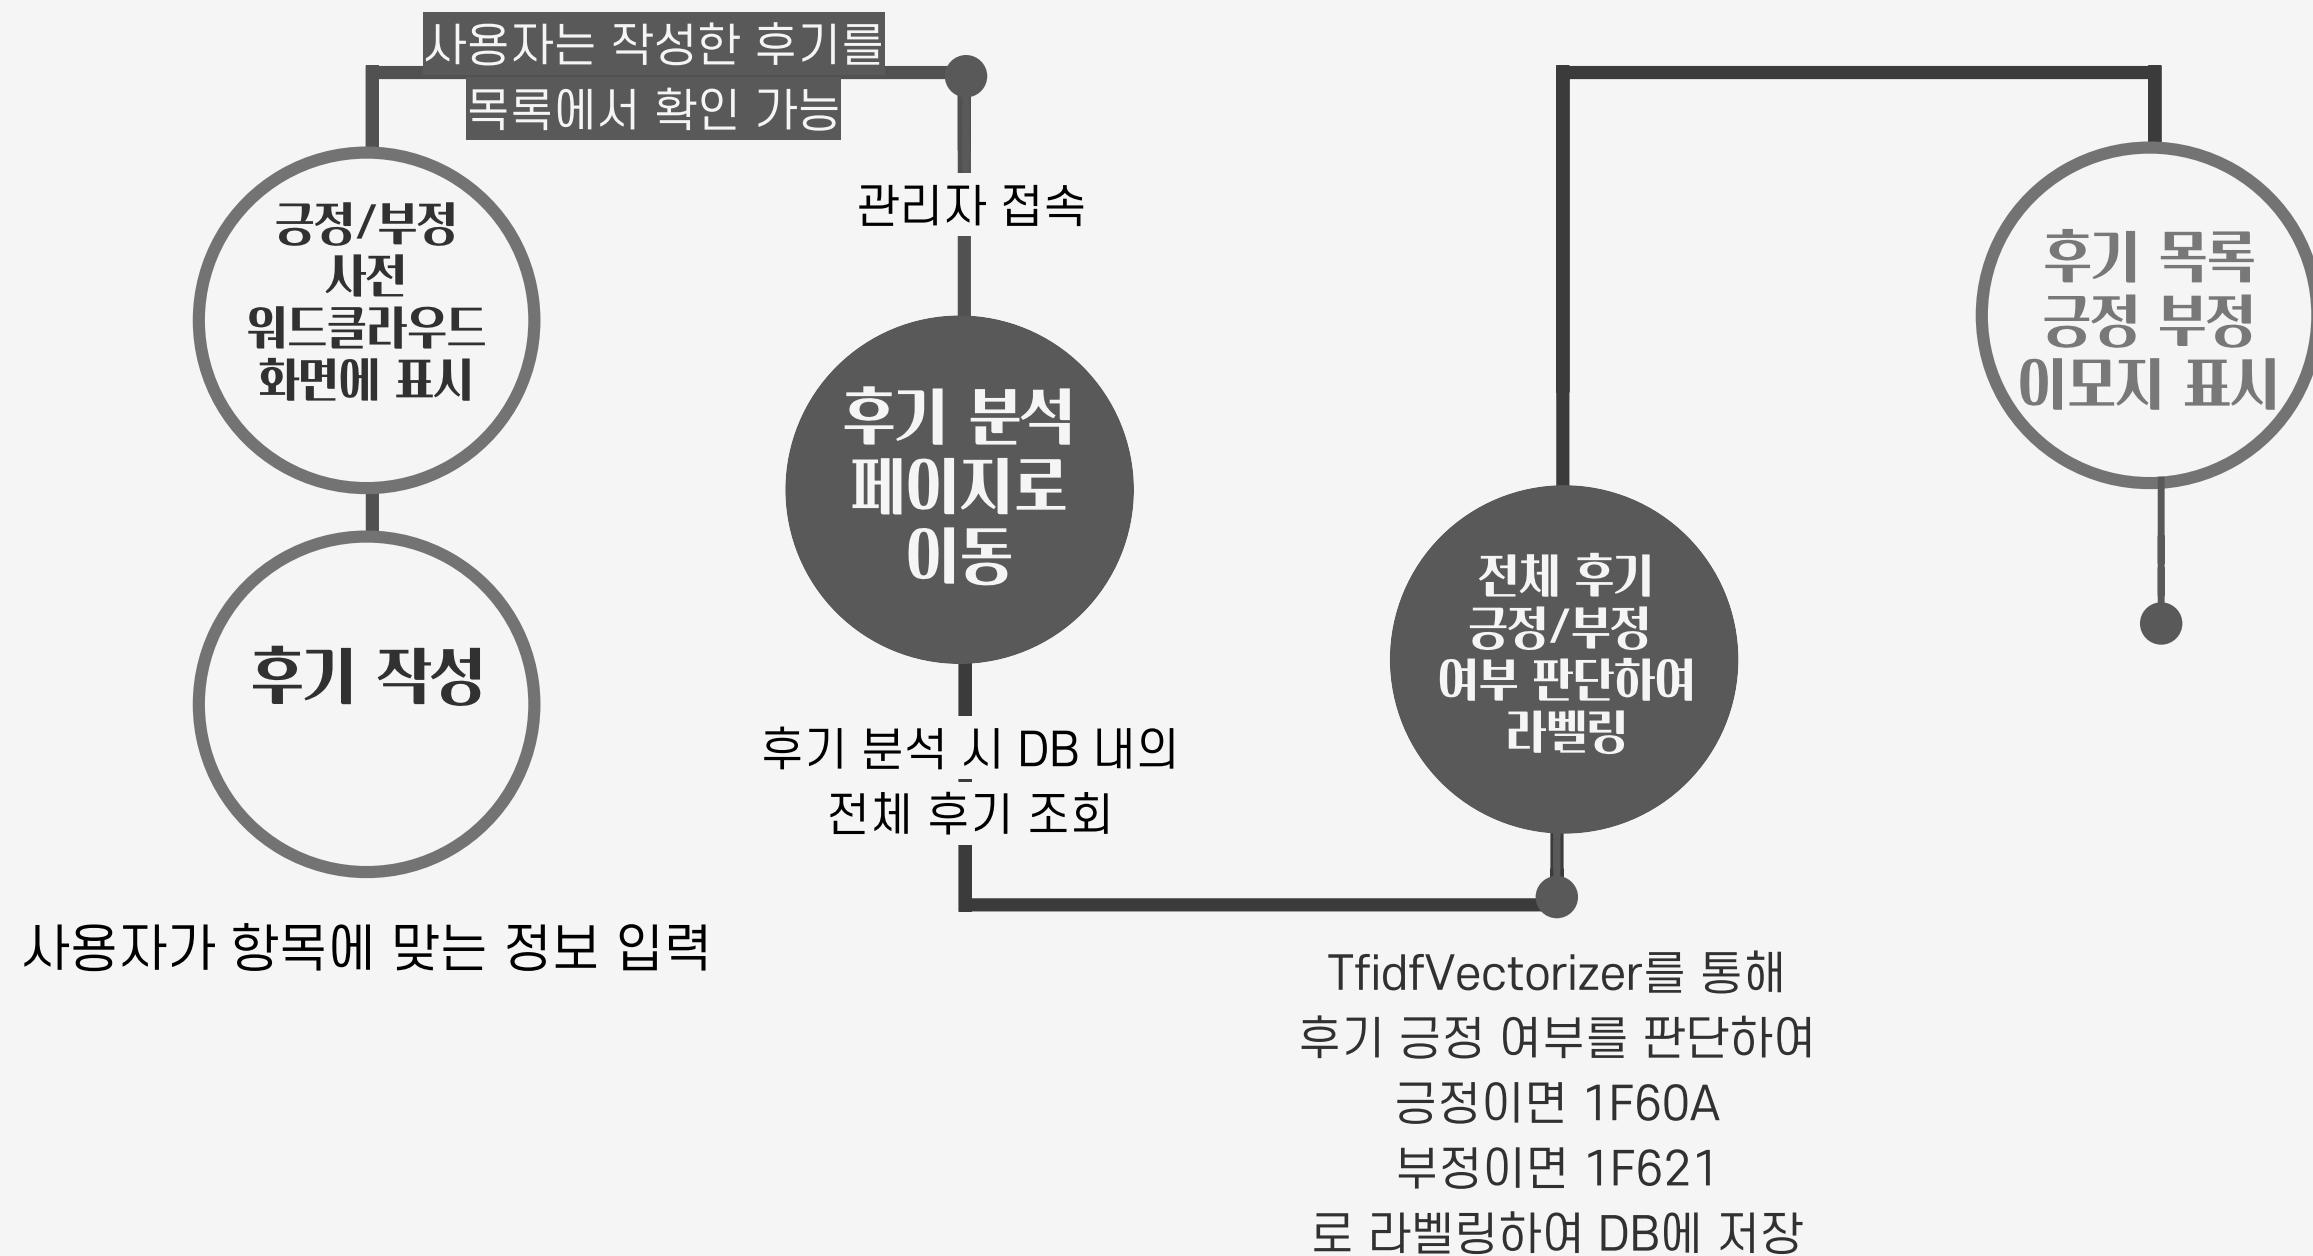 사용자는 작성한 후기를
목록에서 확인 가능
긍정/부정
사전
워드클라우드
화면에 표시
후기 작성
사용자가 항목에 맞는 정보 입력
관리자 접속
후기 분석
페이지로
이동
후기 분석 시 DB 내의
전체 후기 조회
전체 후기
긍정/부정
여부 판단하여
라벨링
TfidfVectorizer를 통해
후기 긍정 여부를 판단하여
긍정이면 1F60A
부정이면 1F621
로 라벨링하여 DB에 저장
후기 목록
긍정 부정
이모지 표시